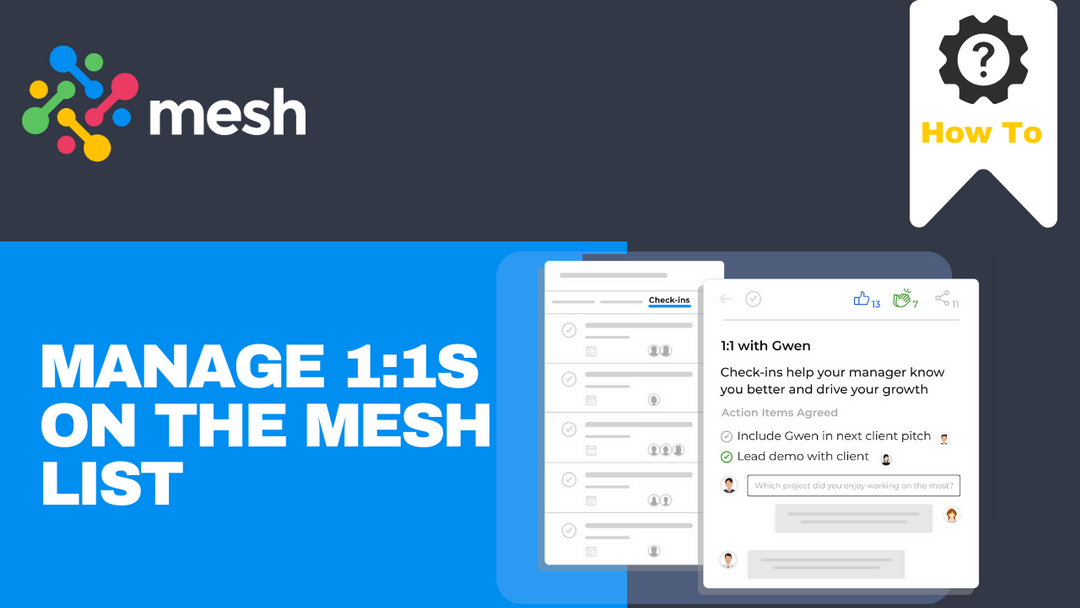 mesh
?
How To
MANAGE 1:1S
ON THE MESH
LIST
Check-ins
13
7
11
1:1 with Gwen
Check-ins help your manager know
you better and drive your growth
Action Items Agreed
Include Gwen in next client pitch
Lead demo with client
Which project did you enjoy working on the most?